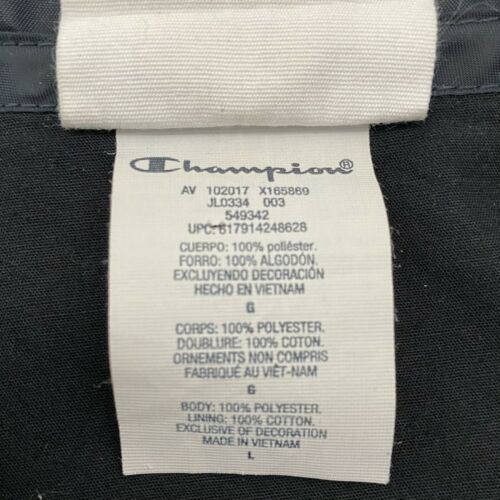 Champion®
AV 102017 X165869
JL0334 003
549342
UPC: 617914248628
CUERPO: 100% poliéster.
FORRO: 100% ALGODÓN.
EXCLUYENDO DECORACIÓN
HECHO EN VIETNAM
G
CORPS: 100% POLYESTER.
DOUBLURE: 100% COTON.
ORNEMENTS NON COMPRIS
FABRIQUÉ AU VIÊT-NAM
G
BODY: 100% POLYESTER.
LINING: 100% COTTON.
EXCLUSIVE OF DECORATION
MADE IN VIETNAM
L